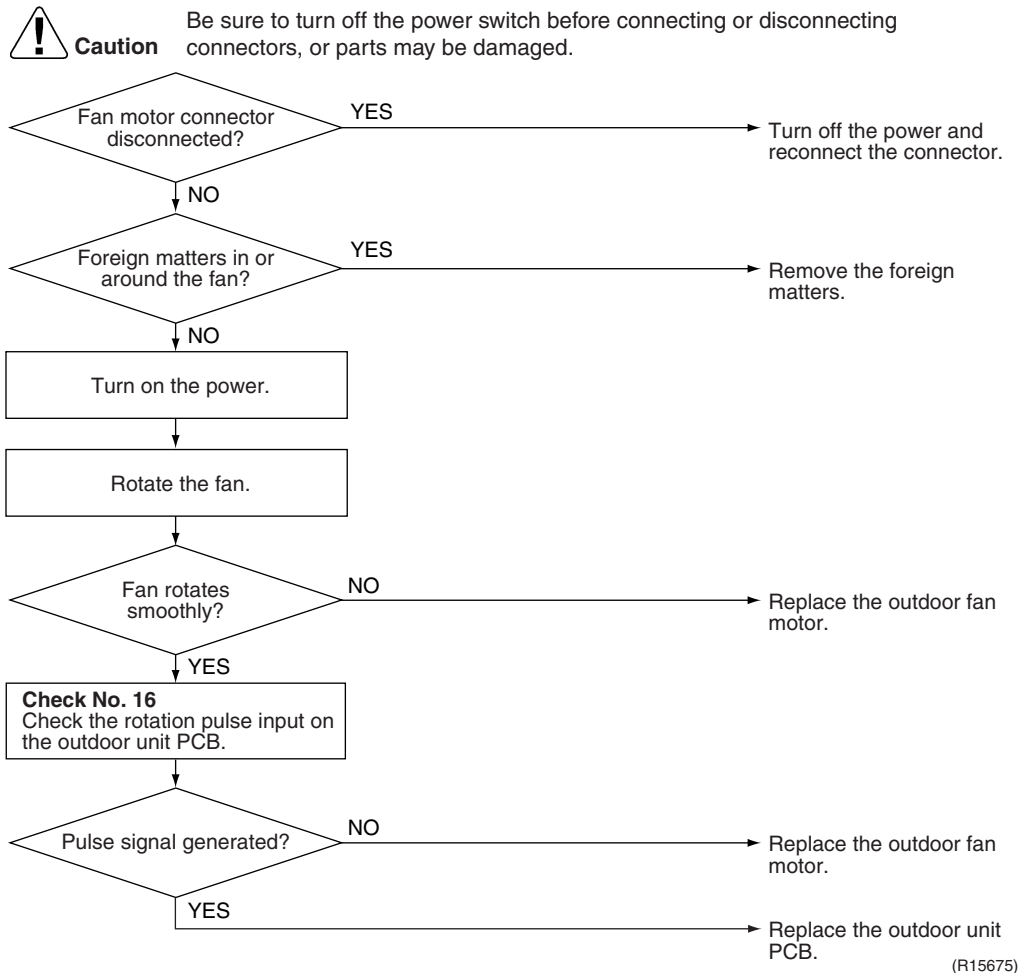 Be sure to turn off the power switch before connecting or disconnecting
Caution
connectors, or parts may be damaged.
Fan motor connector
disconnected?
YES
Turn off the power and
reconnect the connector.
NO
Foreign matters in or
around the fan?
YES
Remove the foreign
matters.
NO
Turn on the power.
Rotate the fan.
Fan rotates
smoothly?
NO
Replace the outdoor fan
motor.
YES
Check No. 16
Check the rotation pulse input on
the outdoor unit PCB.
Pulse signal generated?
NO
Replace the outdoor fan
motor.
YES
Replace the outdoor unit
PCB.
(R15675)